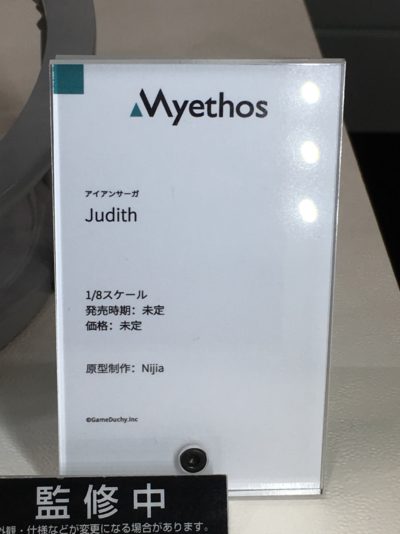 Myethos
アイアンサーガ
Judith
1/8スケール
発売時期：未定
価格：未定
原型制作：Nijia
©GameDuchy.Inc
監修中
外観・仕様などが変更になる場合があります。